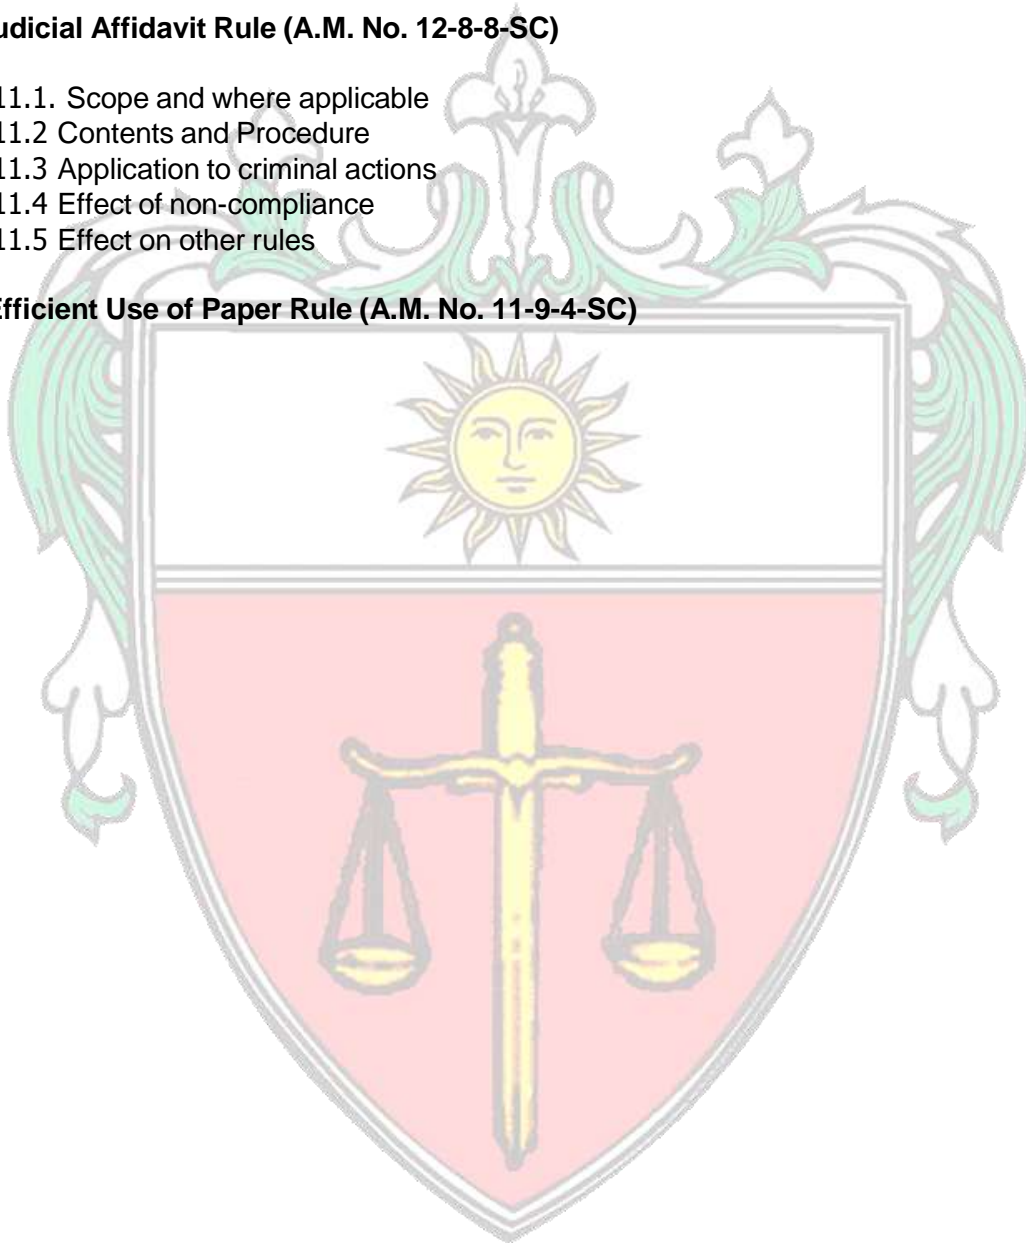 udicial Affidavit Rule (A.M. No. 12-8-8-SC)
11.1. Scope and where applicable
11.2 Contents and Procedure
11.3 Application to criminal actions
11.4 Effect of non-compliance
11.5 Effect on other rules
Efficient Use of Paper Rule (A.M. No. 11-9-4-SC)